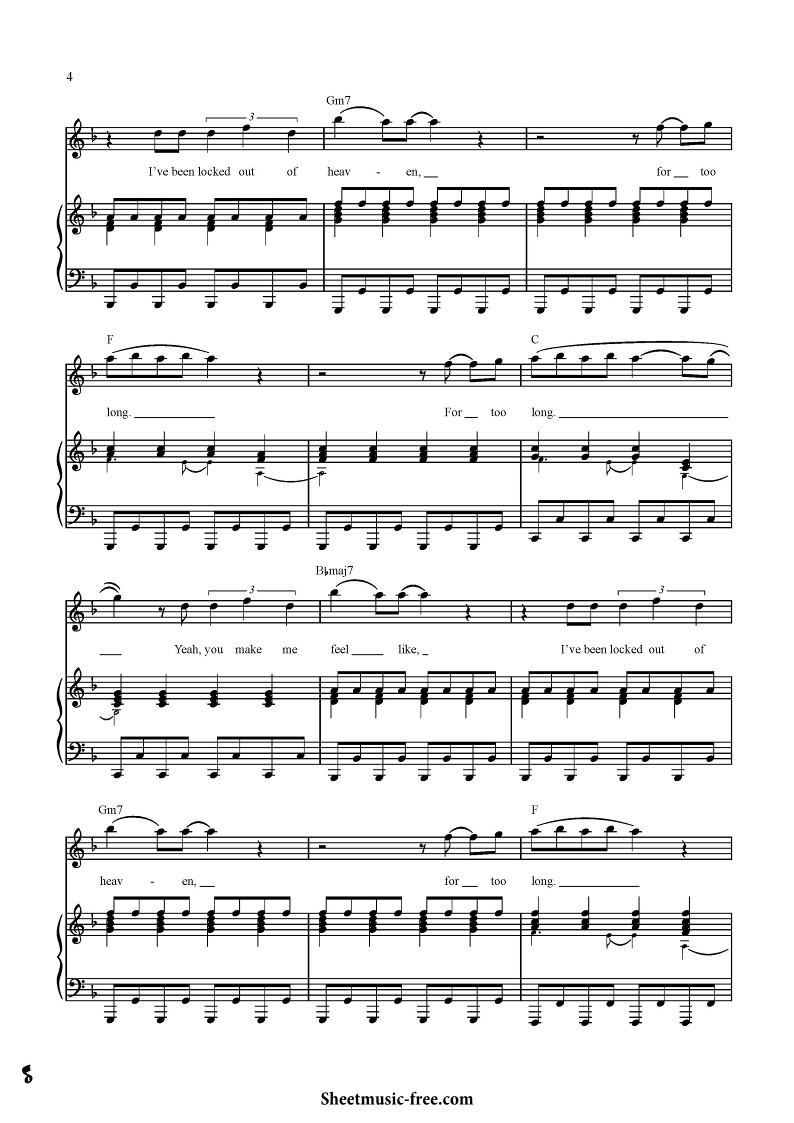 4
Gm7
3
I've been locked out of heav - en, for too
F
C
long. For too long.
B♭maj7
3
3
Yeah, you make me feel like, I've been locked out of
Gm7
F
heav - en, for too long.
8
Sheetmusic-free.com